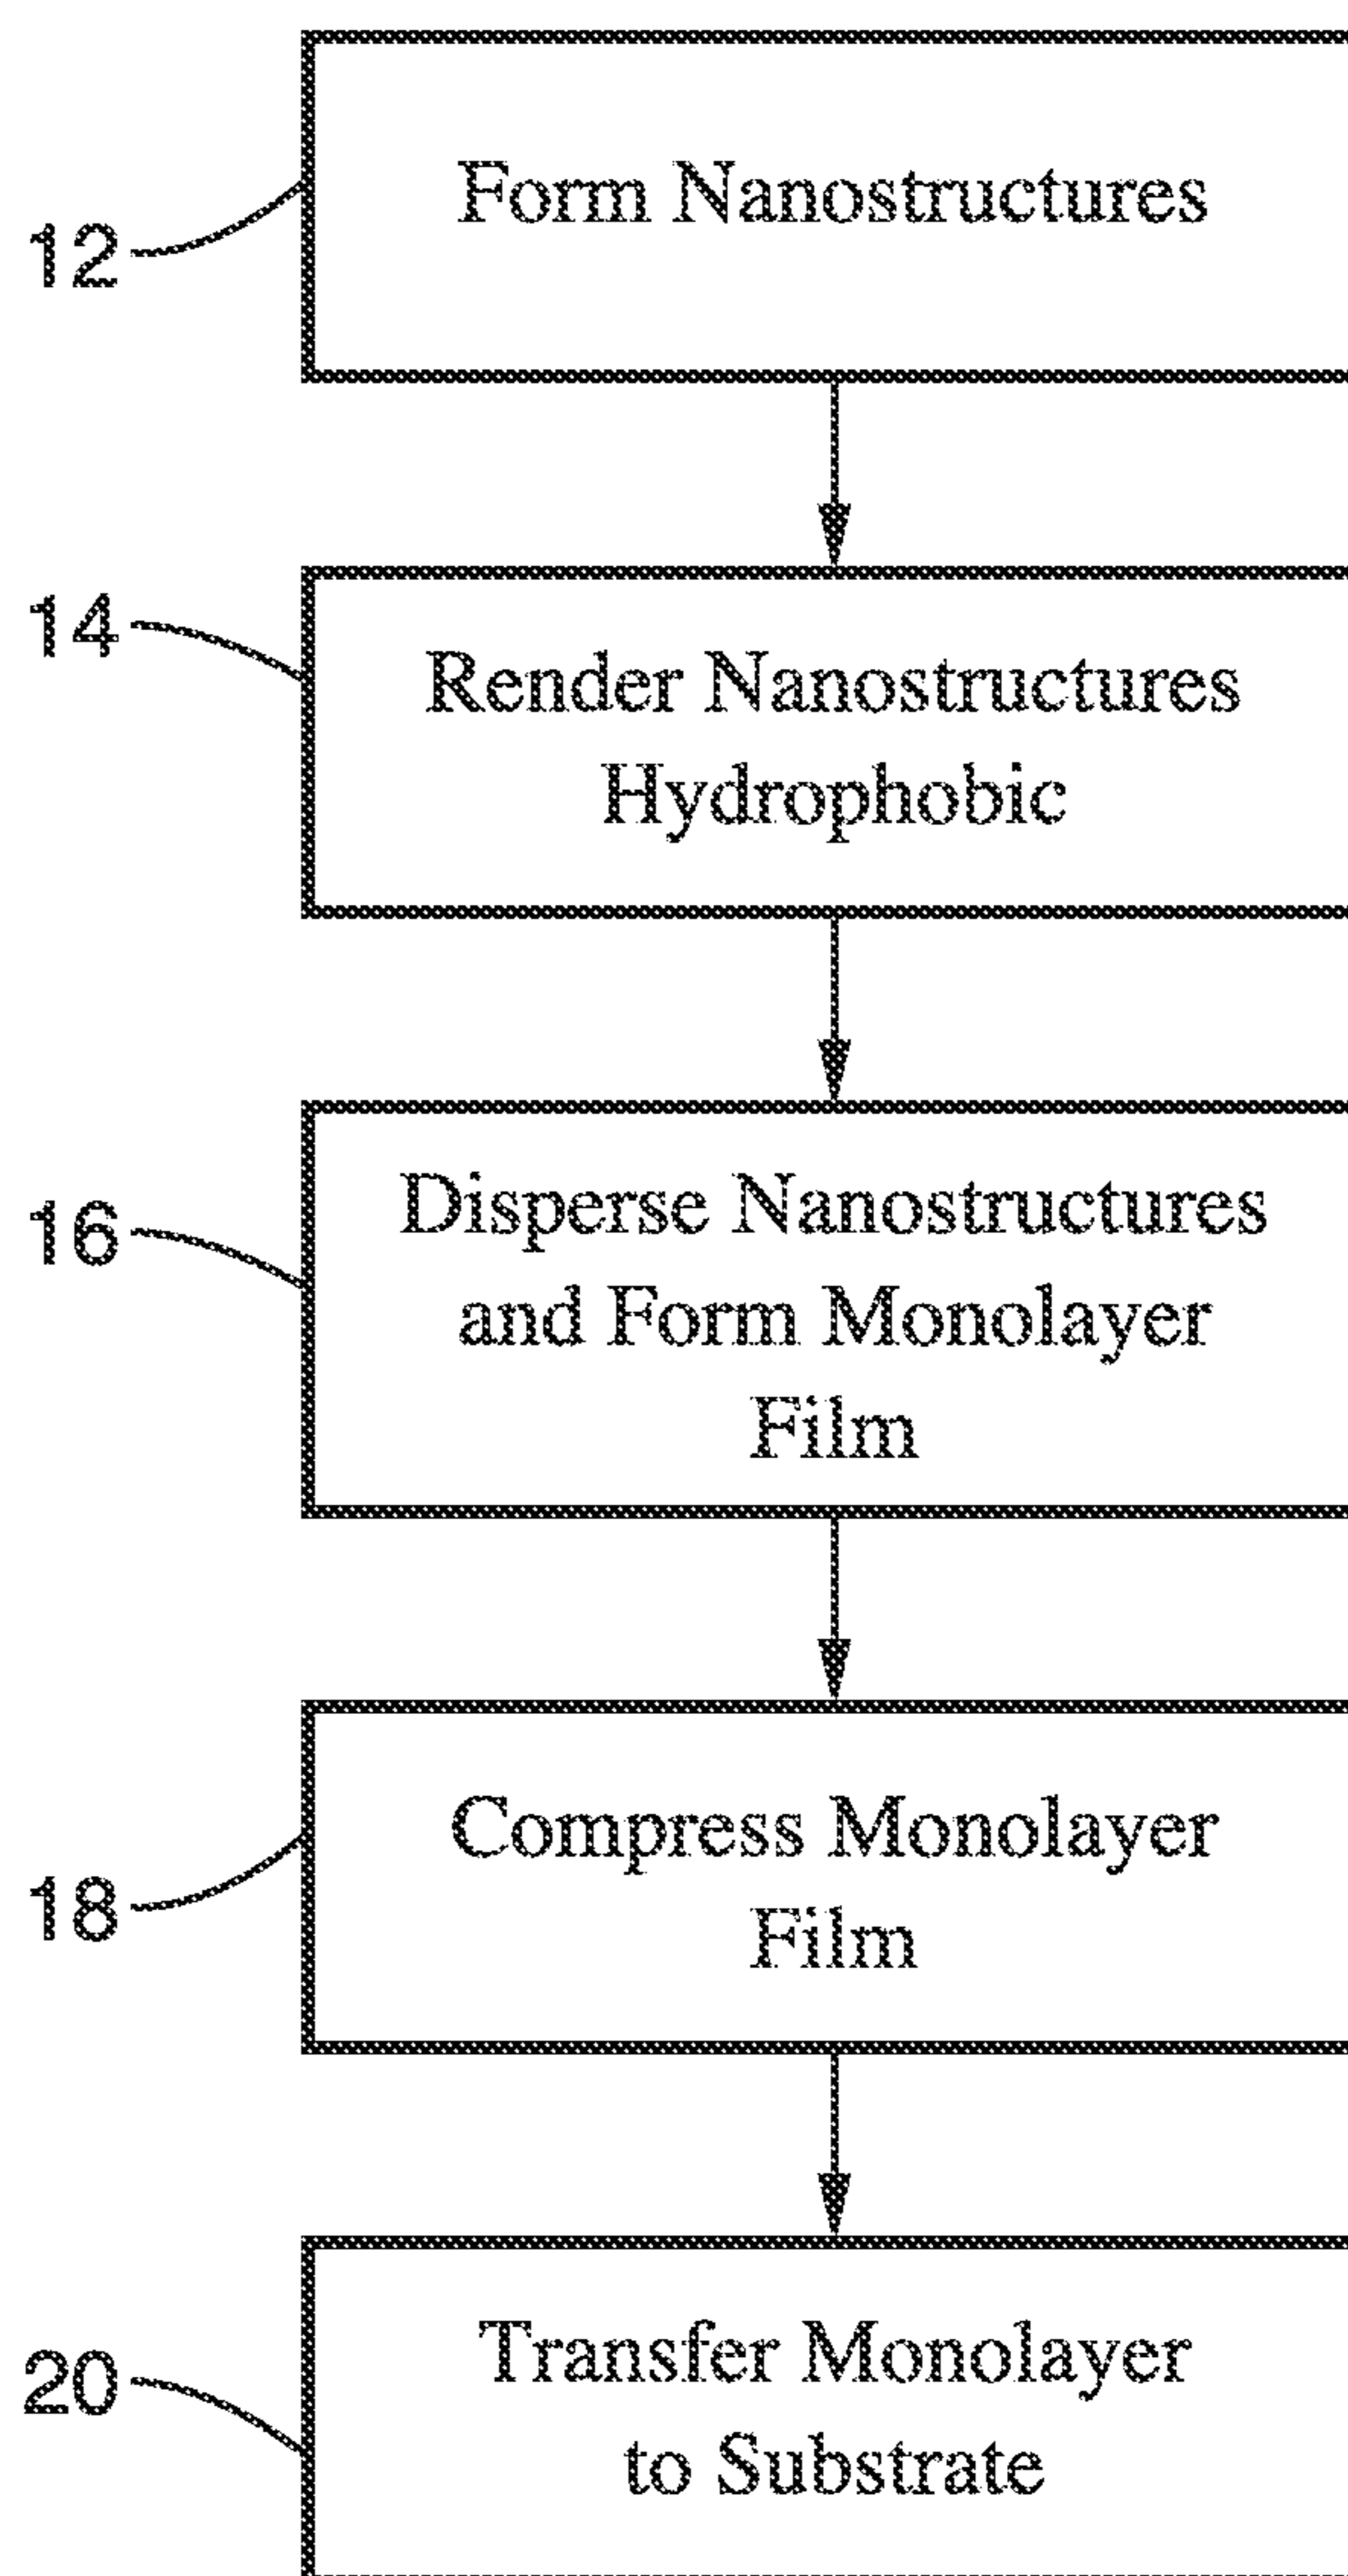 12
Form Nanostructures
14
Render Nanostructures
Hydrophobic
16
Disperse Nanostructures
and Form Monolayer
Film
18
Compress Monolayer
Film
20
Transfer Monolayer
to Substrate